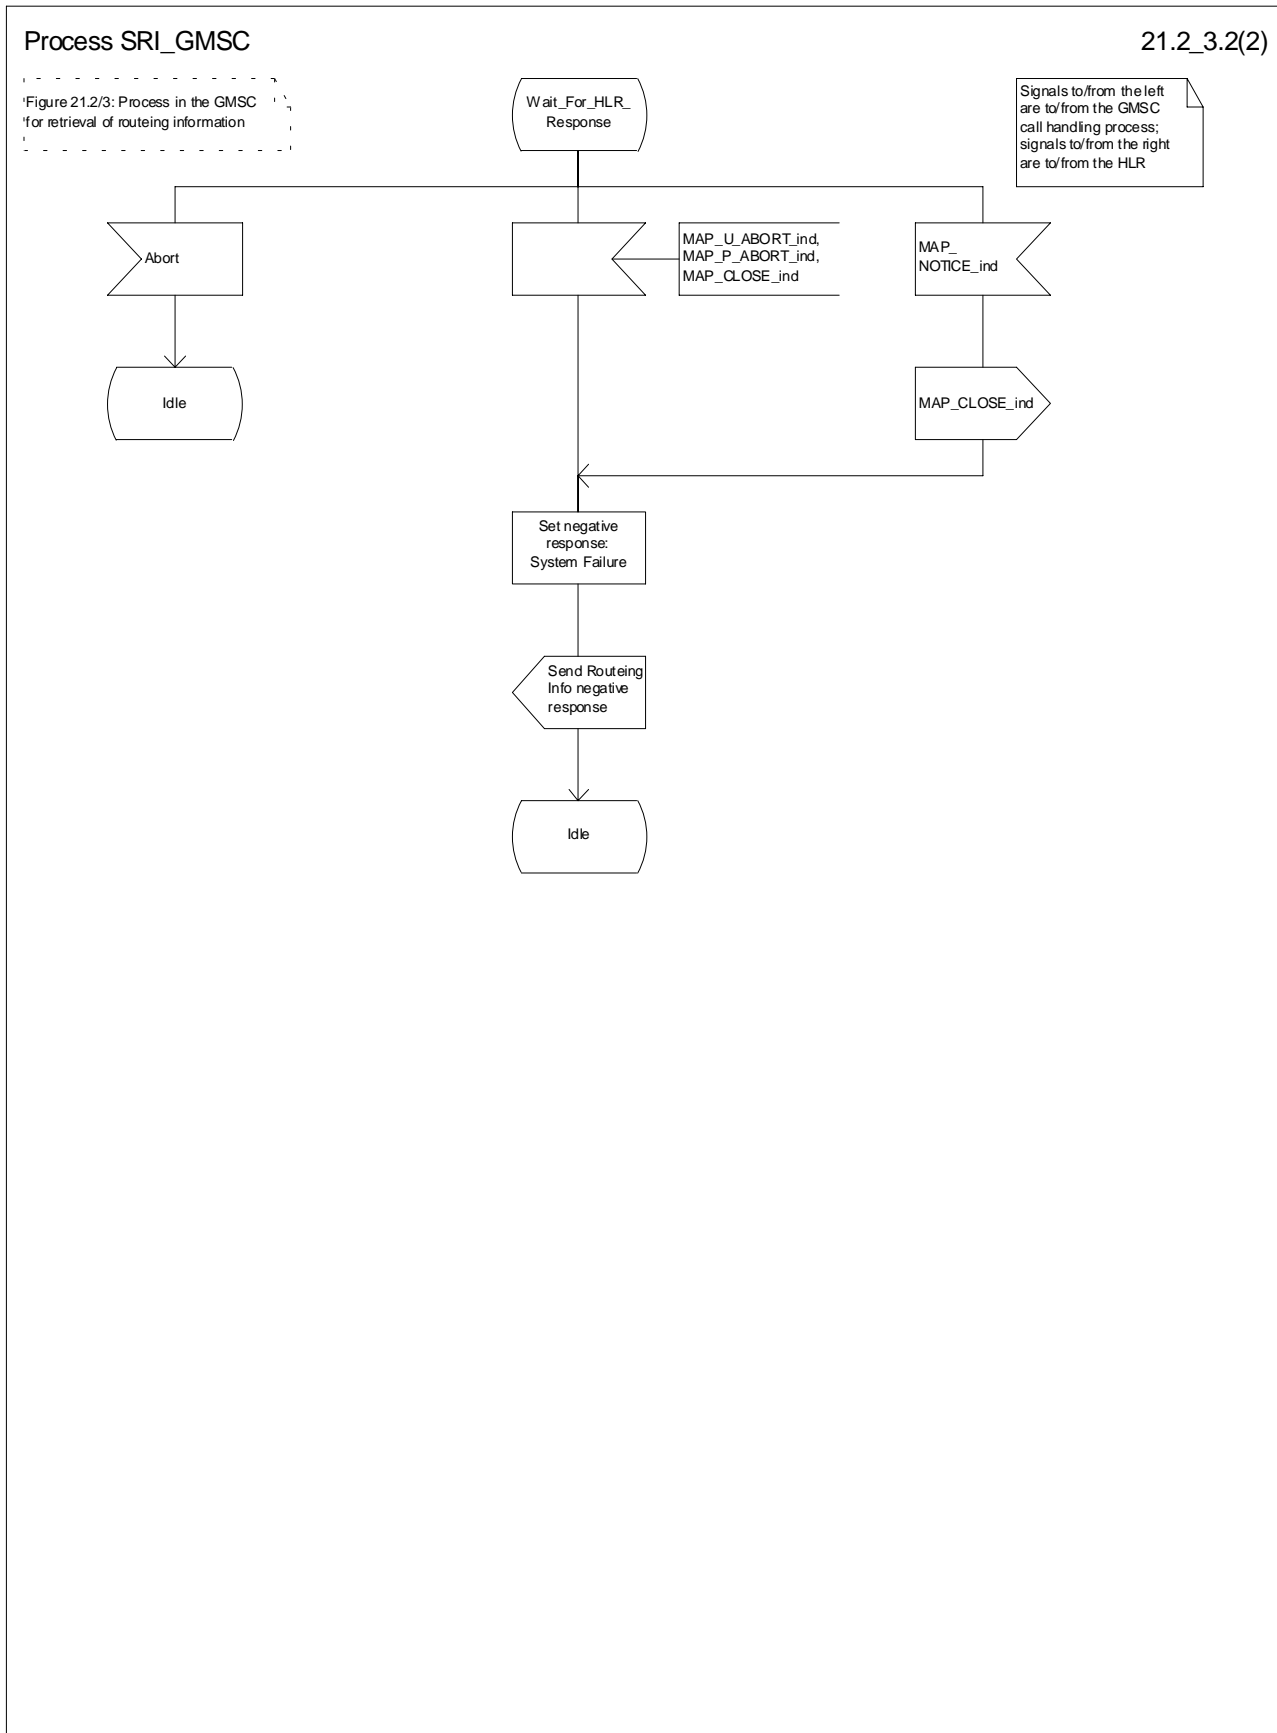 Process SRI_GMSC
21.2_3.2(2)
Figure 21.2/3: Process in the GMSC
for retrieval of routeing information
Wait_For_HLR_
Response
Signals to/from the left
are to/from the GMSC
call handling process;
signals to/from the right
are to/from the HLR
Abort
MAP_U_ABORT_ind,
MAP_P_ABORT_ind,
MAP_CLOSE_ind
MAP_
NOTICE_ind
Idle
MAP_CLOSE_ind
Set negative
response:
System Failure
Send Routeing
Info negative
response
Idle